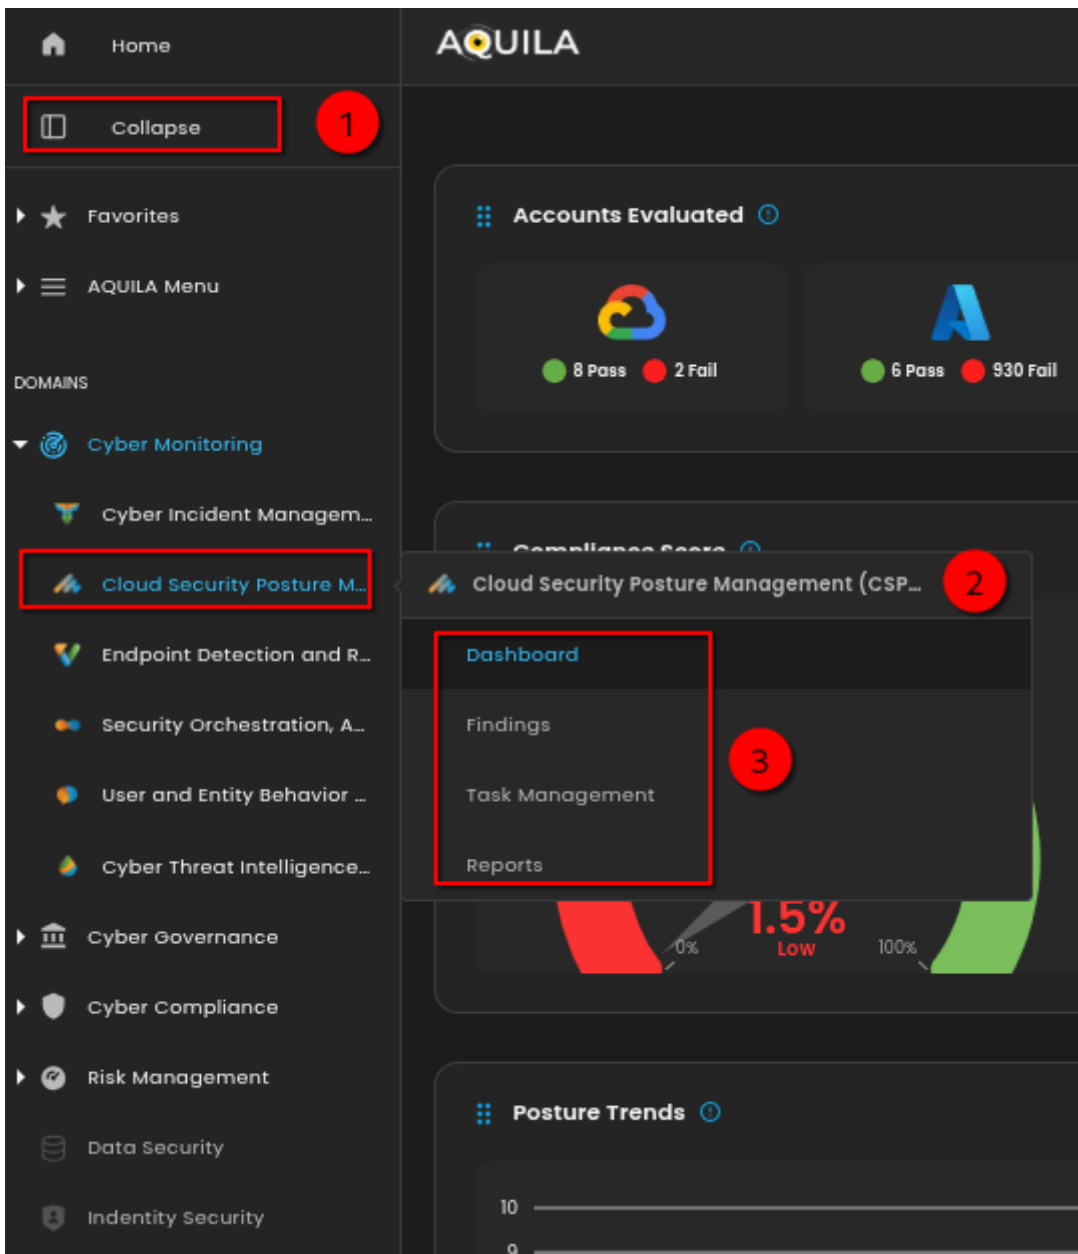 Home
Collapse
1
Favorites
AQUILA Menu
DOMAINS
Cyber Monitoring
Cyber Incident Managem...
Cloud Security Posture M...
Endpoint Detection and R...
Security Orchestration, A...
User and Entity Behavior ...
Cyber Threat Intelligence...
Cyber Governance
Cyber Compliance
Risk Management
Data Security
Indentity Security
AQUILA
Accounts Evaluated
8 Pass 2 Fail
6 Pass 930 Fail
Compliance Score
Cloud Security Posture Management (CSP...
2
Dashboard
Findings
Task Management
Reports
3
1.5%
0% Low 100%
Posture Trends
10
9